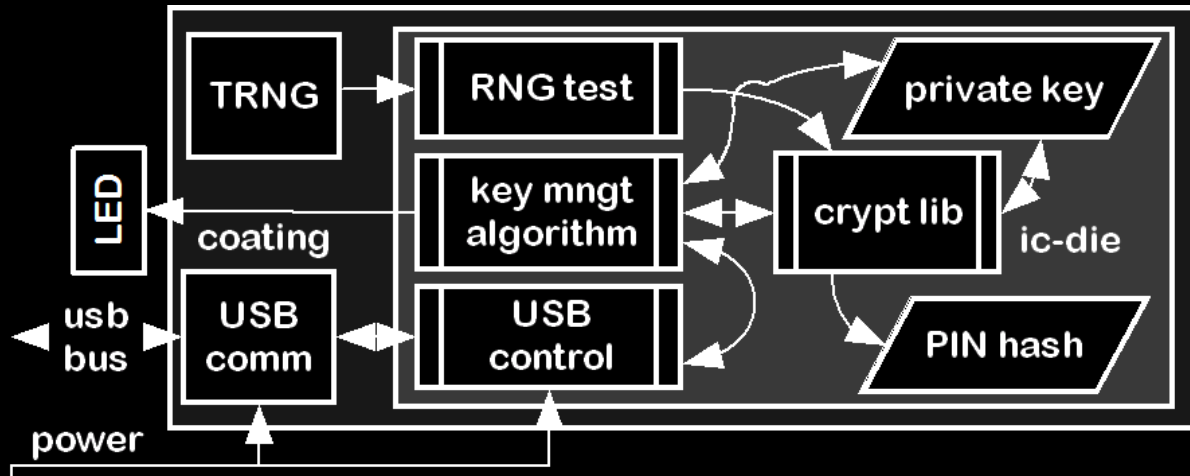 TRNG
RNG test
private key
LED
key mngt
algorithm
crypt lib
coating
ic-die
usb
bus
USB
comm
USB
control
PIN hash
power